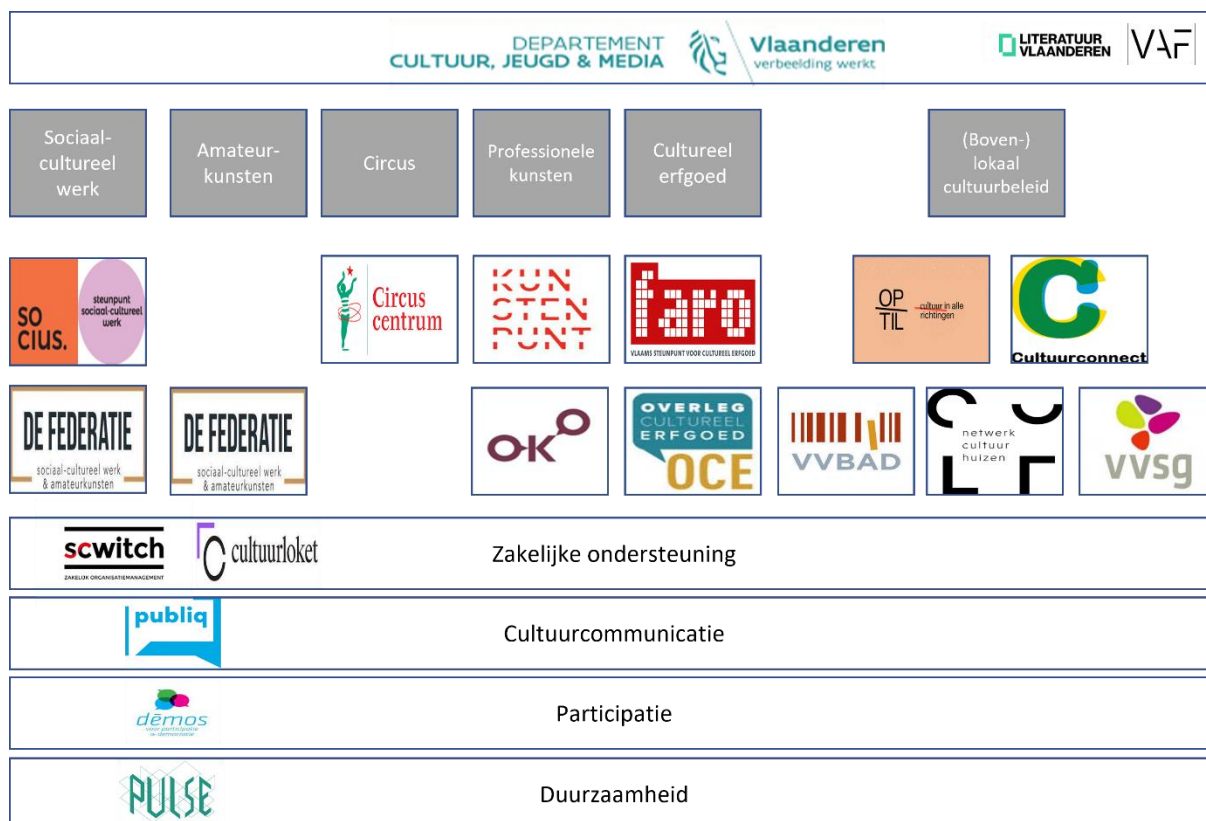 DEPARTEMENT
CULTUUR, JEUGD & MEDIA
Vlaanderen
verbeelding werkt
LITERATUUR
VLAANDEREN
VAF
Sociaal-
cultureel
werk
Amateur-
kunsten
Circus
Professionele
kunsten
Cultureel
erfgoed
(Boven-)
lokaal
cultuurbeleid
SO
CIUS.
steunpunt
sociaal-cultureel
werk
Circus
centrum
KUN
STEN
PUNT
faro
VLAAMS STEUNPUNT VOOR CULTUREEL ERFGOED
OP
TIL
cultuur in alle
richtingen
C
Cultuurconnect
DE FEDERATIE
sociaal-cultureel werk
& amateurkunsten
DE FEDERATIE
sociaal-cultureel werk
& amateurkunsten
OKO
OVERLEG
CULTUREEL
ERFGOED
OCE
VVBAD
netwerk
cultuur
huizen
vvsg
scwitch
ZAKELIJK ORGANISATIEMANAGEMENT
cultuurloket
Zakelijke ondersteuning
publiq
Cultuurcommunicatie
dēmos
voor participatie
& democratie
Participatie
PULSE
Duurzaamheid